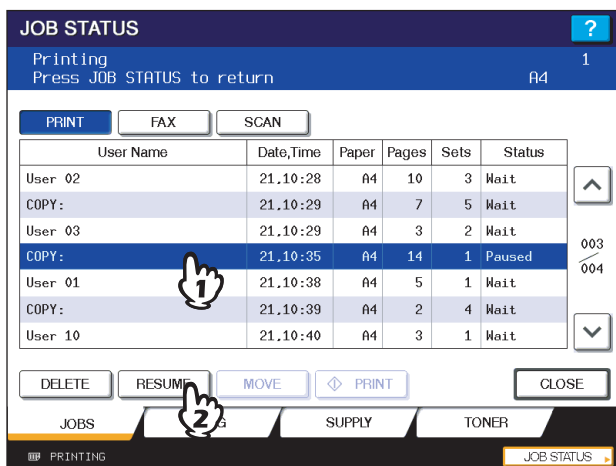 JOB STATUS ?
Printing 1
Press JOB STATUS to return A4
PRINT FAX SCAN
User Name Date,Time Paper Pages Sets Status
User 02 21,10:28 A4 10 3 Wait
COPY: 21,10:29 A4 7 5 Wait
User 03 21,10:29 A4 3 2 Wait
COPY: 21,10:35 A4 14 1 Paused
User 01 21,10:38 A4 5 1 Wait
COPY: 21,10:39 A4 2 4 Wait
User 10 21,10:40 A4 3 1 Wait
003
004
1
DELETE RESUME MOVE PRINT CLOSE
2
JOBS SUPPLY TONER
PRINTING JOB STATUS